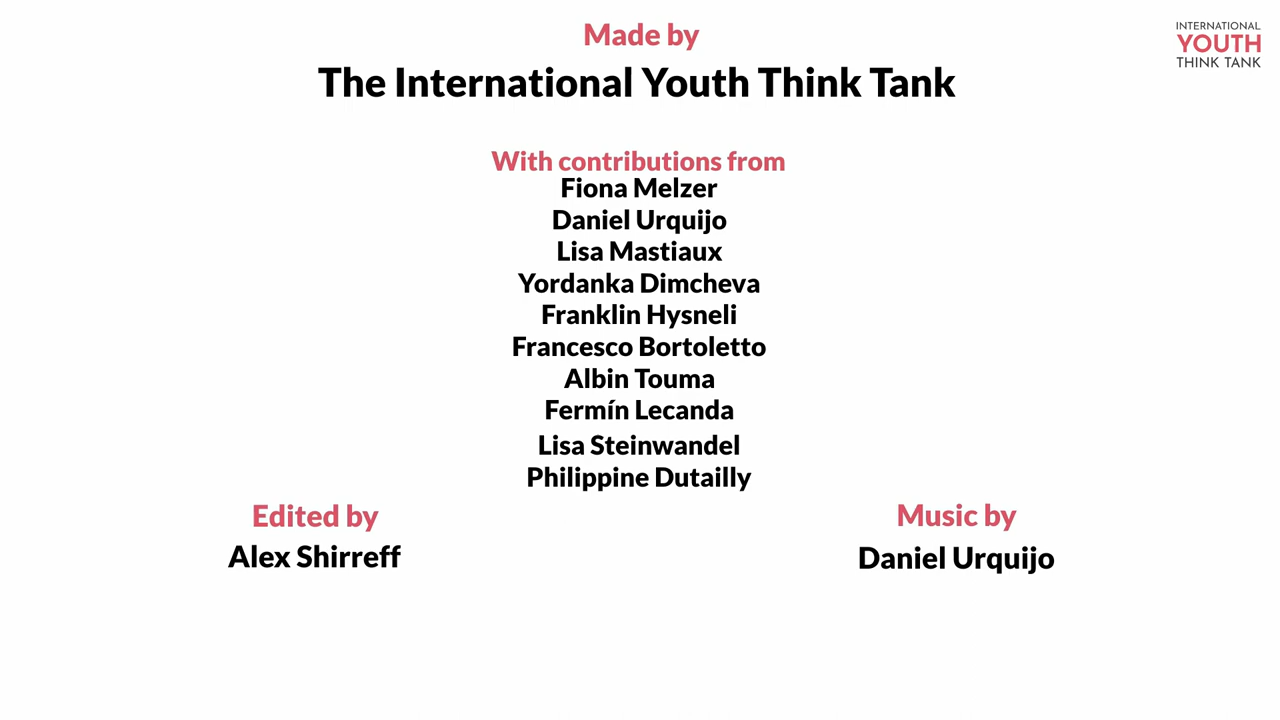 Made by
The International Youth Think Tank
INTERNATIONAL
YOUTH
THINK TANK
With contributions from
Fiona Melzer
Daniel Urquijo
Lisa Mastiaux
Yordanka Dimcheva
Franklin Hysneli
Francesco Bortoletto
Albin Touma
Fermín Lecanda
Lisa Steinwandel
Philippine Dutailly
Edited by
Alex Shirreff
Music by
Daniel Urquijo